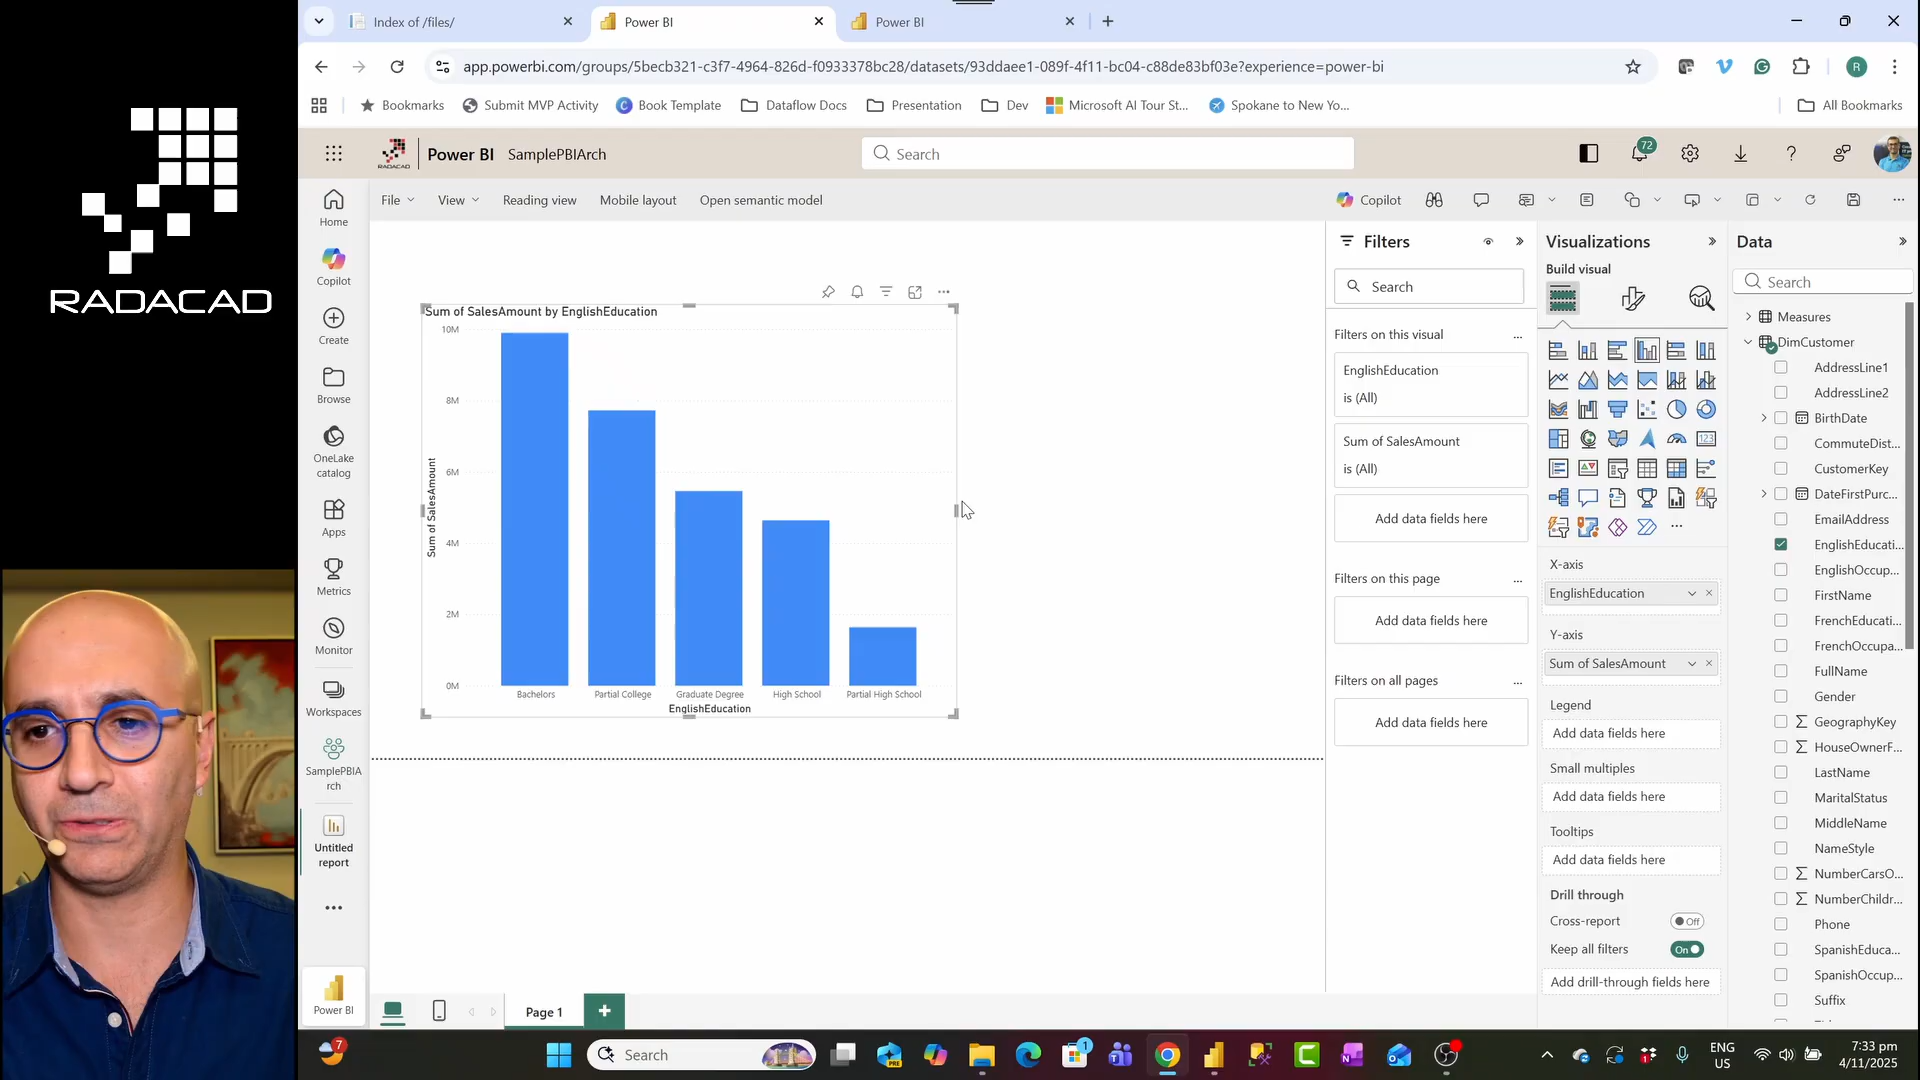 RADACAD
Index of /files/
Power BI
Power BI
app.powerbi.com/groups/5becb321-c3f7-4964-826d-f0933378bc28/datasets/93ddaee1-089f-4f11-bc04-c88de83bf03e?experience=power-bi
R
Bookmarks
Submit MVP Activity
Book Template
Dataflow Docs
Presentation
Dev
Microsoft AI Tour St...
Spokane to New Yo...
All Bookmarks
RADACAD
Power BI
SamplePBIArch
Search
72
File
View
Reading view
Mobile layout
Open semantic model
Copilot
Home
Copilot
Create
Browse
OneLake
catalog
Apps
Metrics
Monitor
Workspaces
SamplePBIA
rch
Untitled
report
Power BI
Sum of SalesAmount by EnglishEducation
10M
8M
6M
4M
2M
0M
Sum of SalesAmount
Bachelors
Partial College
Graduate Degree
High School
Partial High School
EnglishEducation
Page 1
Filters
Search
Filters on this visual
EnglishEducation
is (All)
Sum of SalesAmount
is (All)
Add data fields here
Filters on this page
Add data fields here
Filters on all pages
Add data fields here
Visualizations
Build visual
123
X-axis
EnglishEducation
Y-axis
Sum of SalesAmount
Legend
Add data fields here
Small multiples
Add data fields here
Tooltips
Add data fields here
Drill through
Cross-report
Off
Keep all filters
On
Add drill-through fields here
Data
Search
Measures
DimCustomer
AddressLine1
AddressLine2
BirthDate
CommuteDist...
CustomerKey
DateFirstPurc...
EmailAddress
EnglishEducati...
EnglishOccup...
FirstName
FrenchEducati...
FrenchOccupa...
FullName
Gender
GeographyKey
HouseOwnerF...
LastName
MaritalStatus
MiddleName
NameStyle
NumberCarsO...
NumberChildr...
Phone
SpanishEduca...
SpanishOccup...
Suffix
7
Search
PRE
1
ENG
US
7:33 pm
4/11/2025